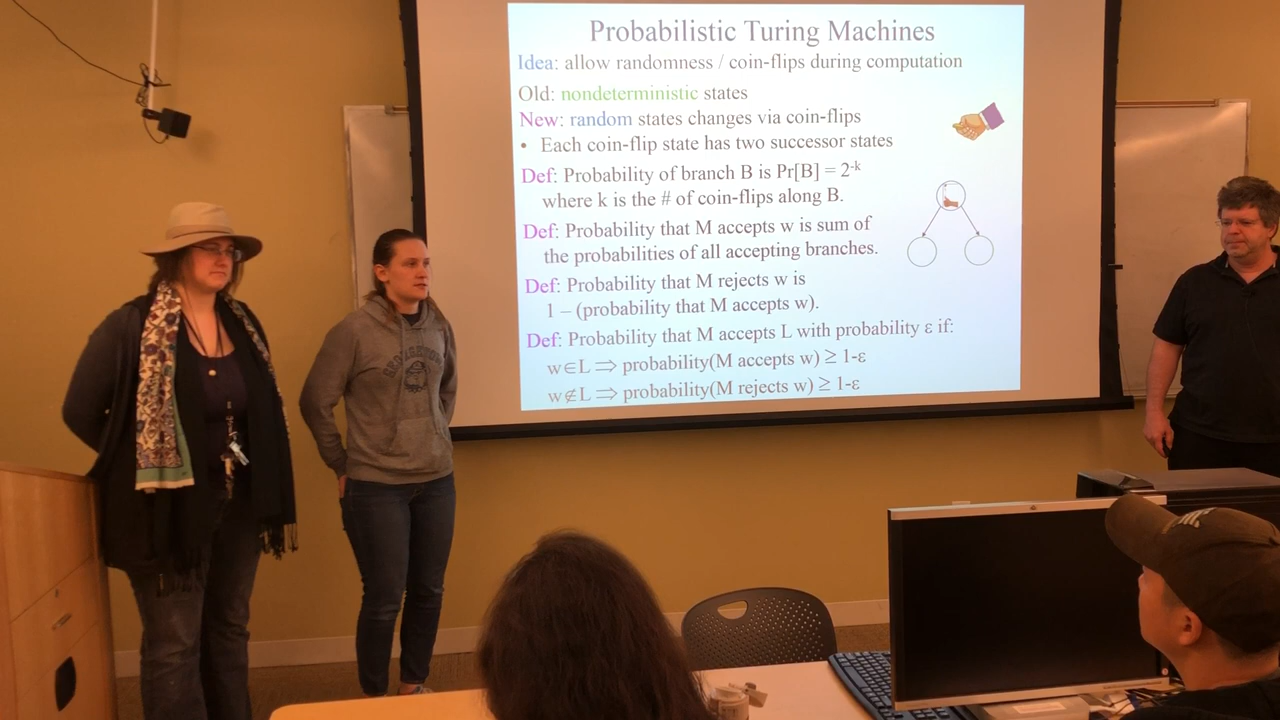 Probabilistic Turing Machines
Idea: allow randomness / coin-flips during computation
Old: nondeterministic states
New: random states changes via coin-flips
• Each coin-flip state has two successor states
Def: Probability of branch B is Pr[B] = 2-k
where k is the # of coin-flips along B.
Def: Probability that M accepts w is sum of
the probabilities of all accepting branches.
Def: Probability that M rejects w is
1 – (probability that M accepts w).
Def: Probability that M accepts L with probability ε if:
w∈L ⇒ probability(M accepts w) ≥ 1-ε
w∉L ⇒ probability(M rejects w) ≥ 1-ε